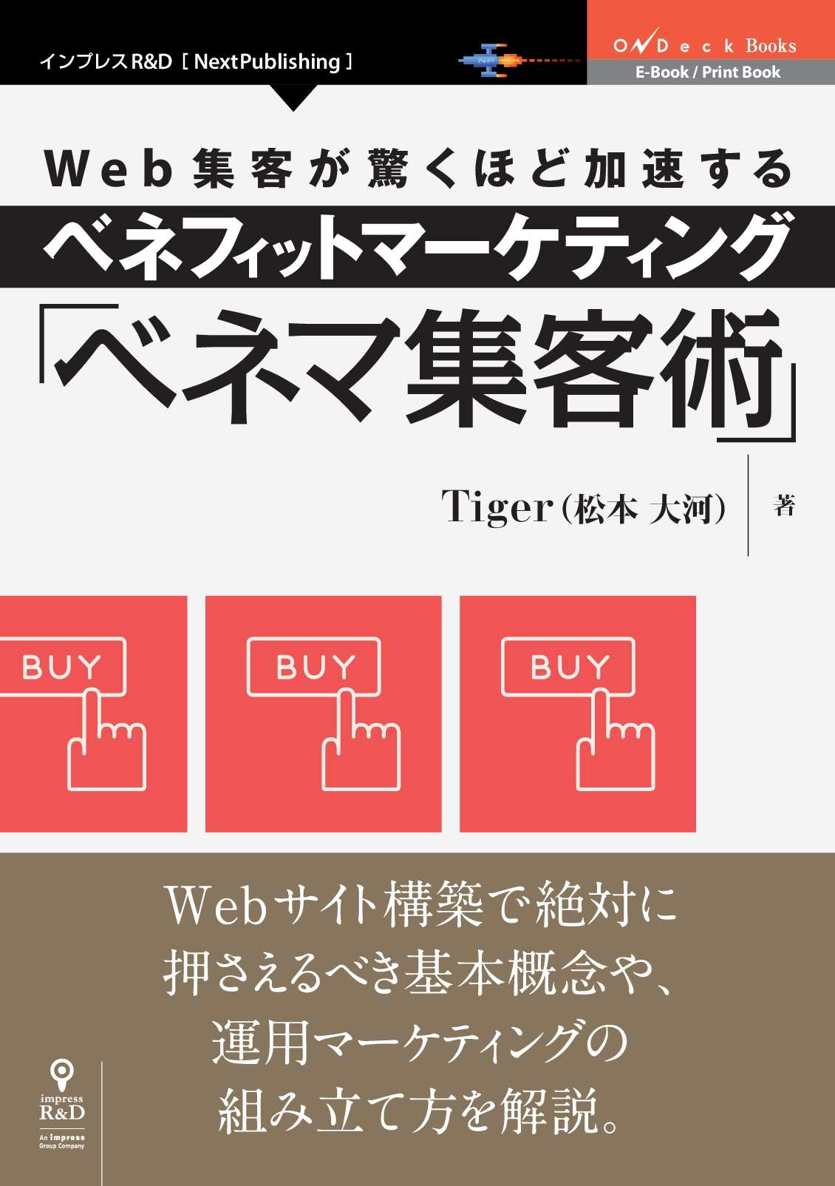 インプレスR&D [ NextPublishing ]
OnDeck Books
E-Book / Print Book
Web集客が驚くほど加速する
ベネフィットマーケティング
「ベネマ集客術」
Tiger（松本 大河） 著
BUY
BUY
BUY
Webサイト構築で絶対に
押さえるべき基本概念や、
運用マーケティングの
組み立て方を解説。
impress
R&D
An impress
Group Company